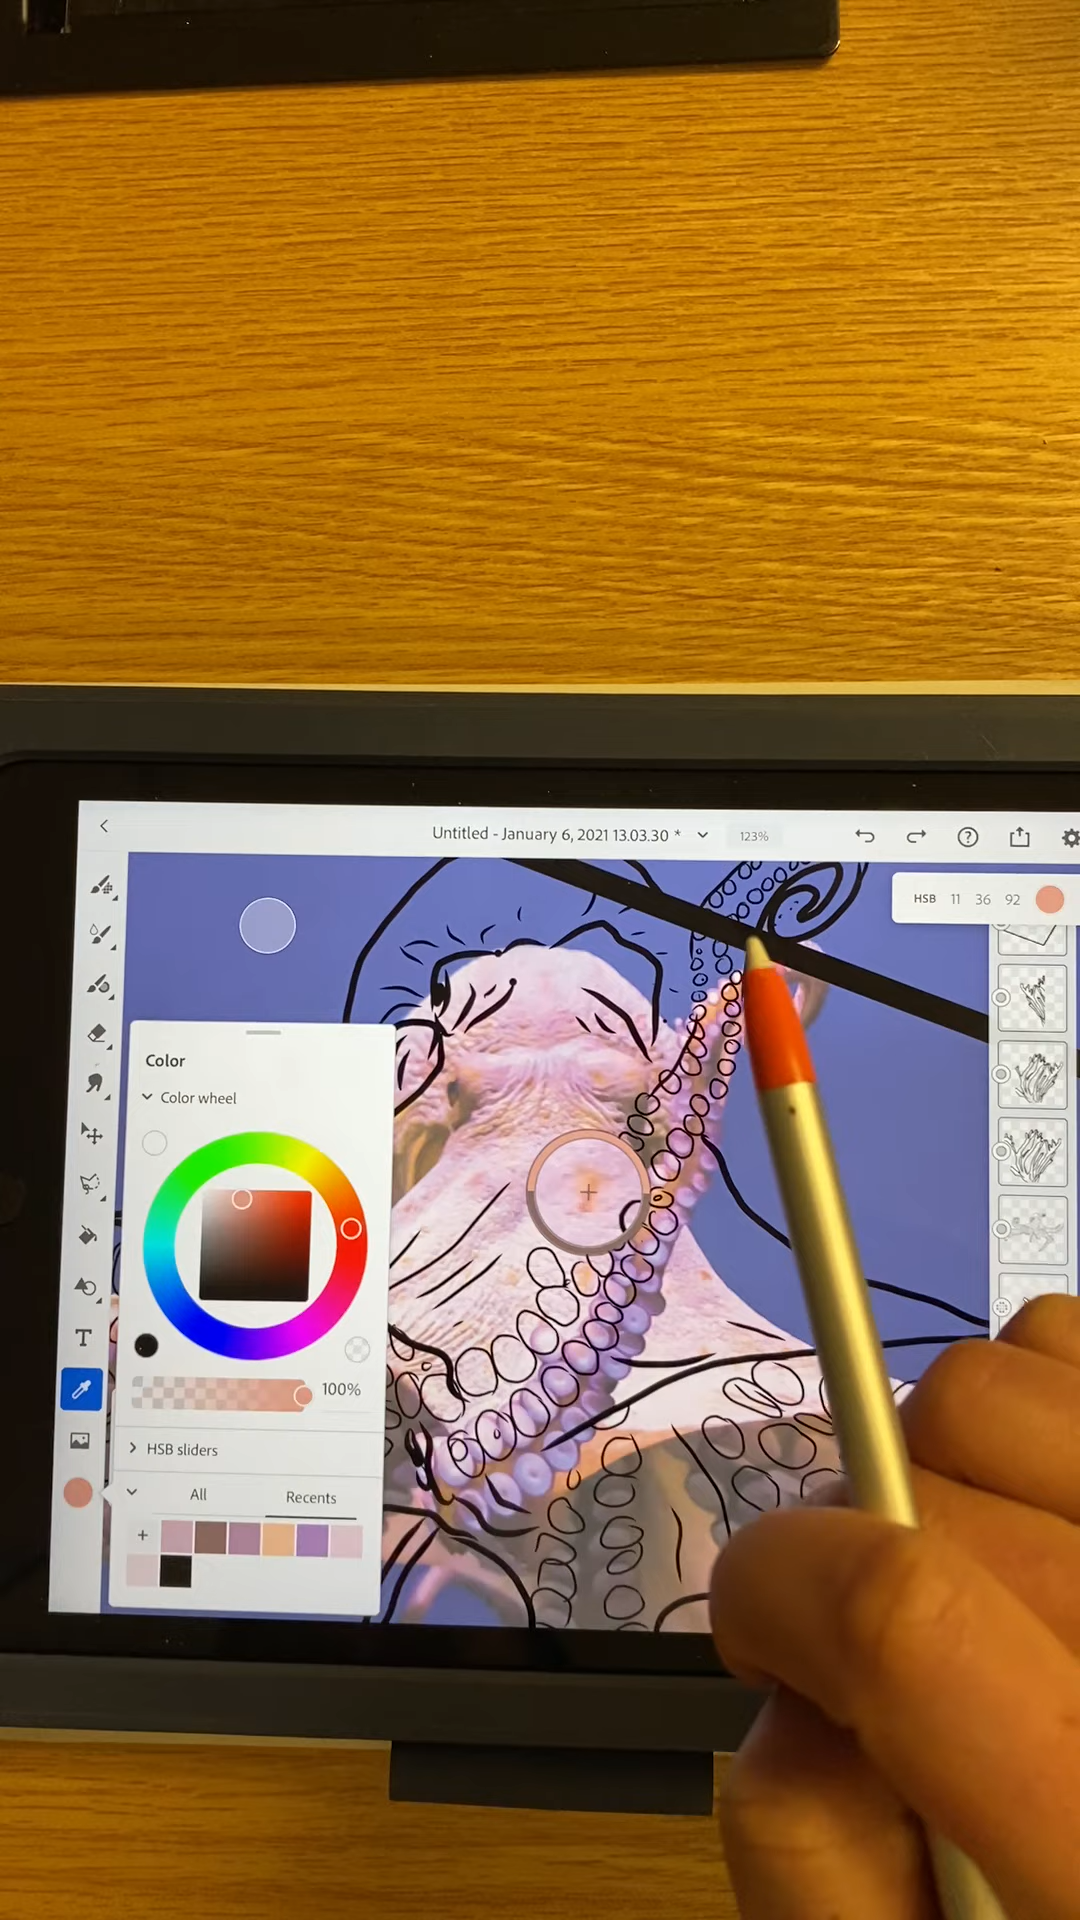 Untitled - January 6, 2021 13.03.30 *
123%
HSB 11 36 92
Color
Color wheel
100%
HSB sliders
All
Recents
T